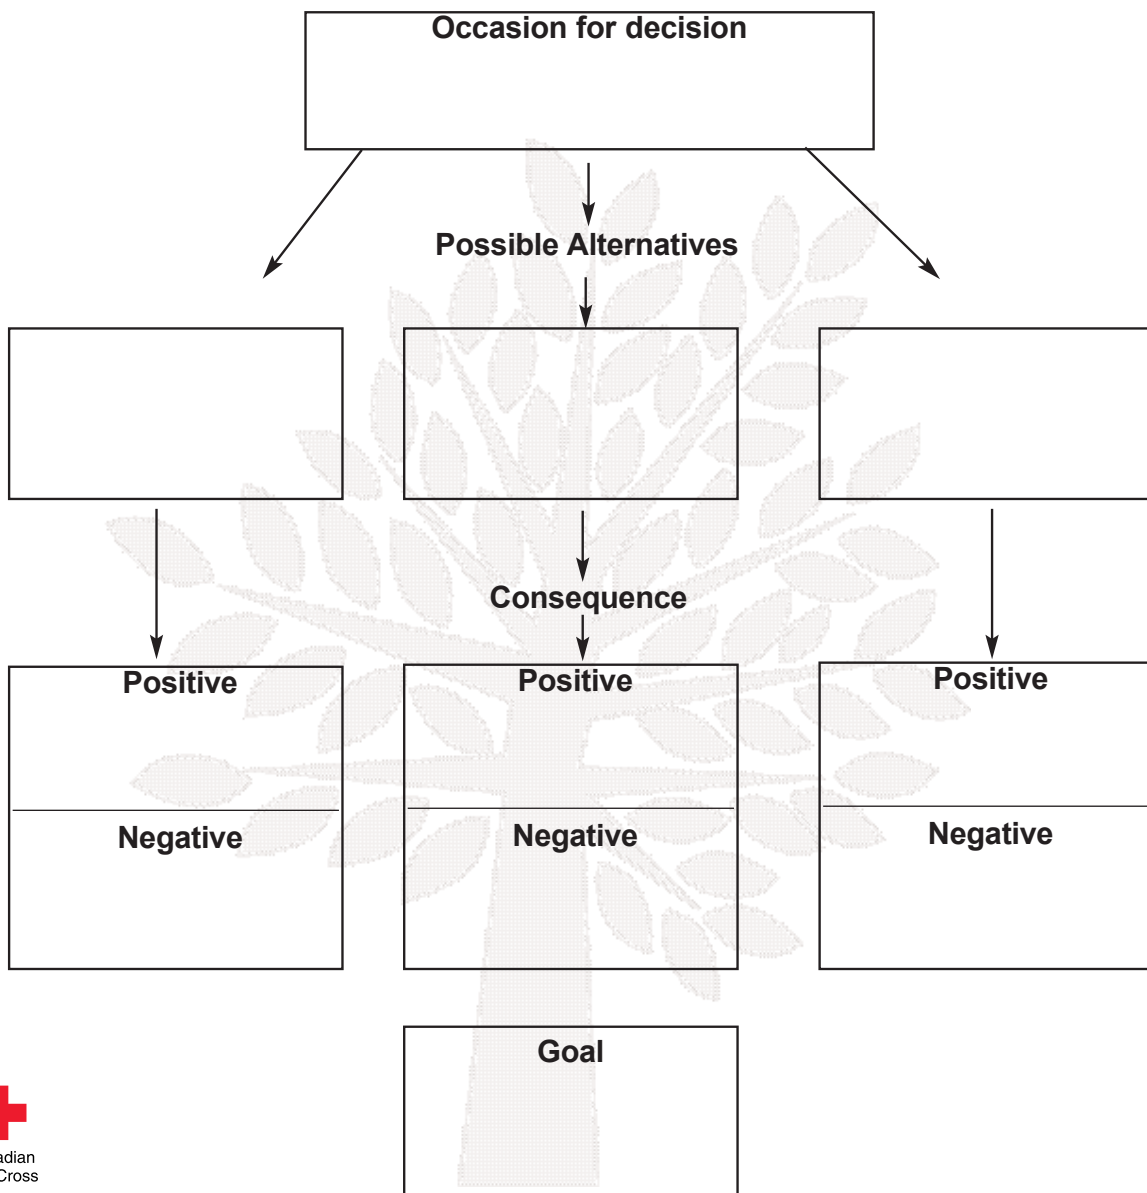 Occasion for decision
Possible Alternatives
Consequence
Positive
Positive
Positive
Negative
Negative
Negative
Goal
adian
Cross